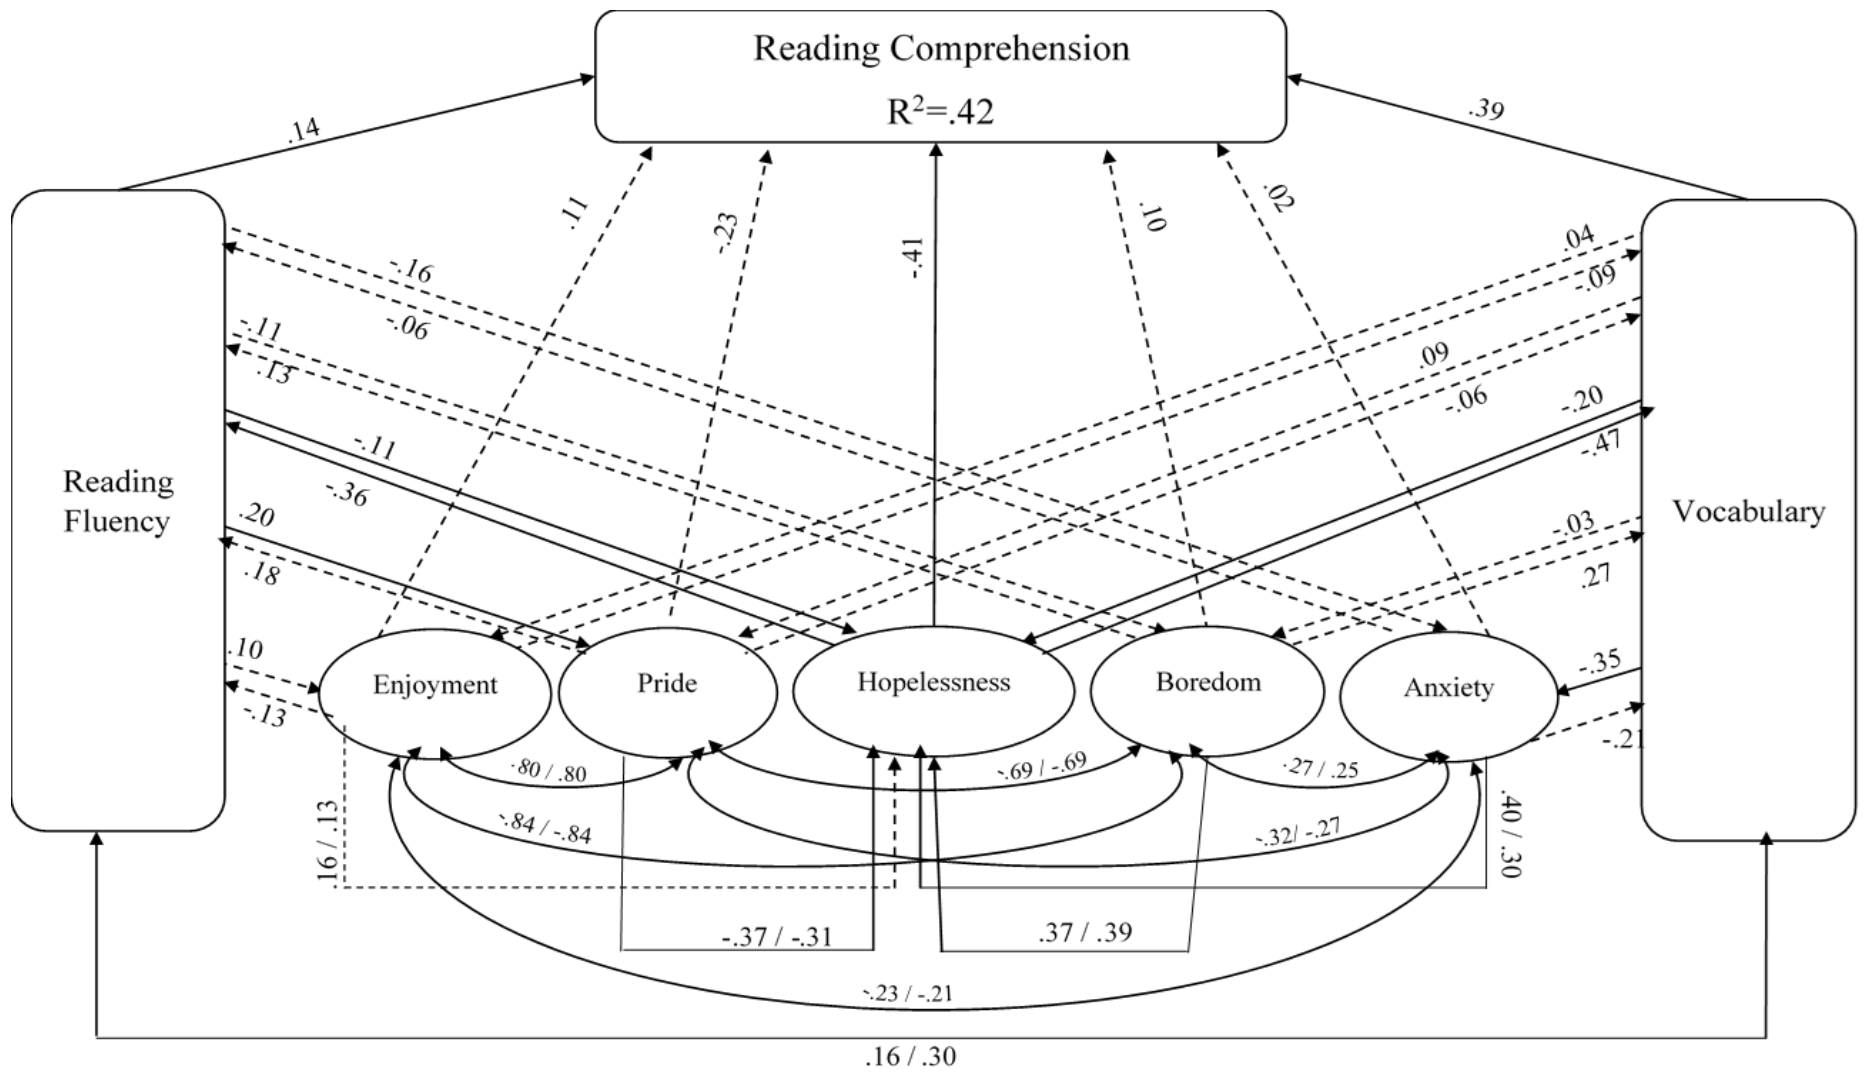 Reading Comprehension
R²=.42
.14
.39
.11
-.23
-.41
.10
.02
-.16
-.06
-.11
.13
-.11
-.36
.20
.18
.10
-.13
.04
-.09
.09
-.06
-.20
-.47
-.03
.27
-.35
-.21
Reading
Fluency
Vocabulary
Enjoyment
Pride
Hopelessness
Boredom
Anxiety
.80 / .80
-.69 / -.69
.27 / .25
-.84 / -.84
-.32/ -.27
.16 / .13
.40 / .30
-.37 / -.31
.37 / .39
-.23 / -.21
.16 / .30